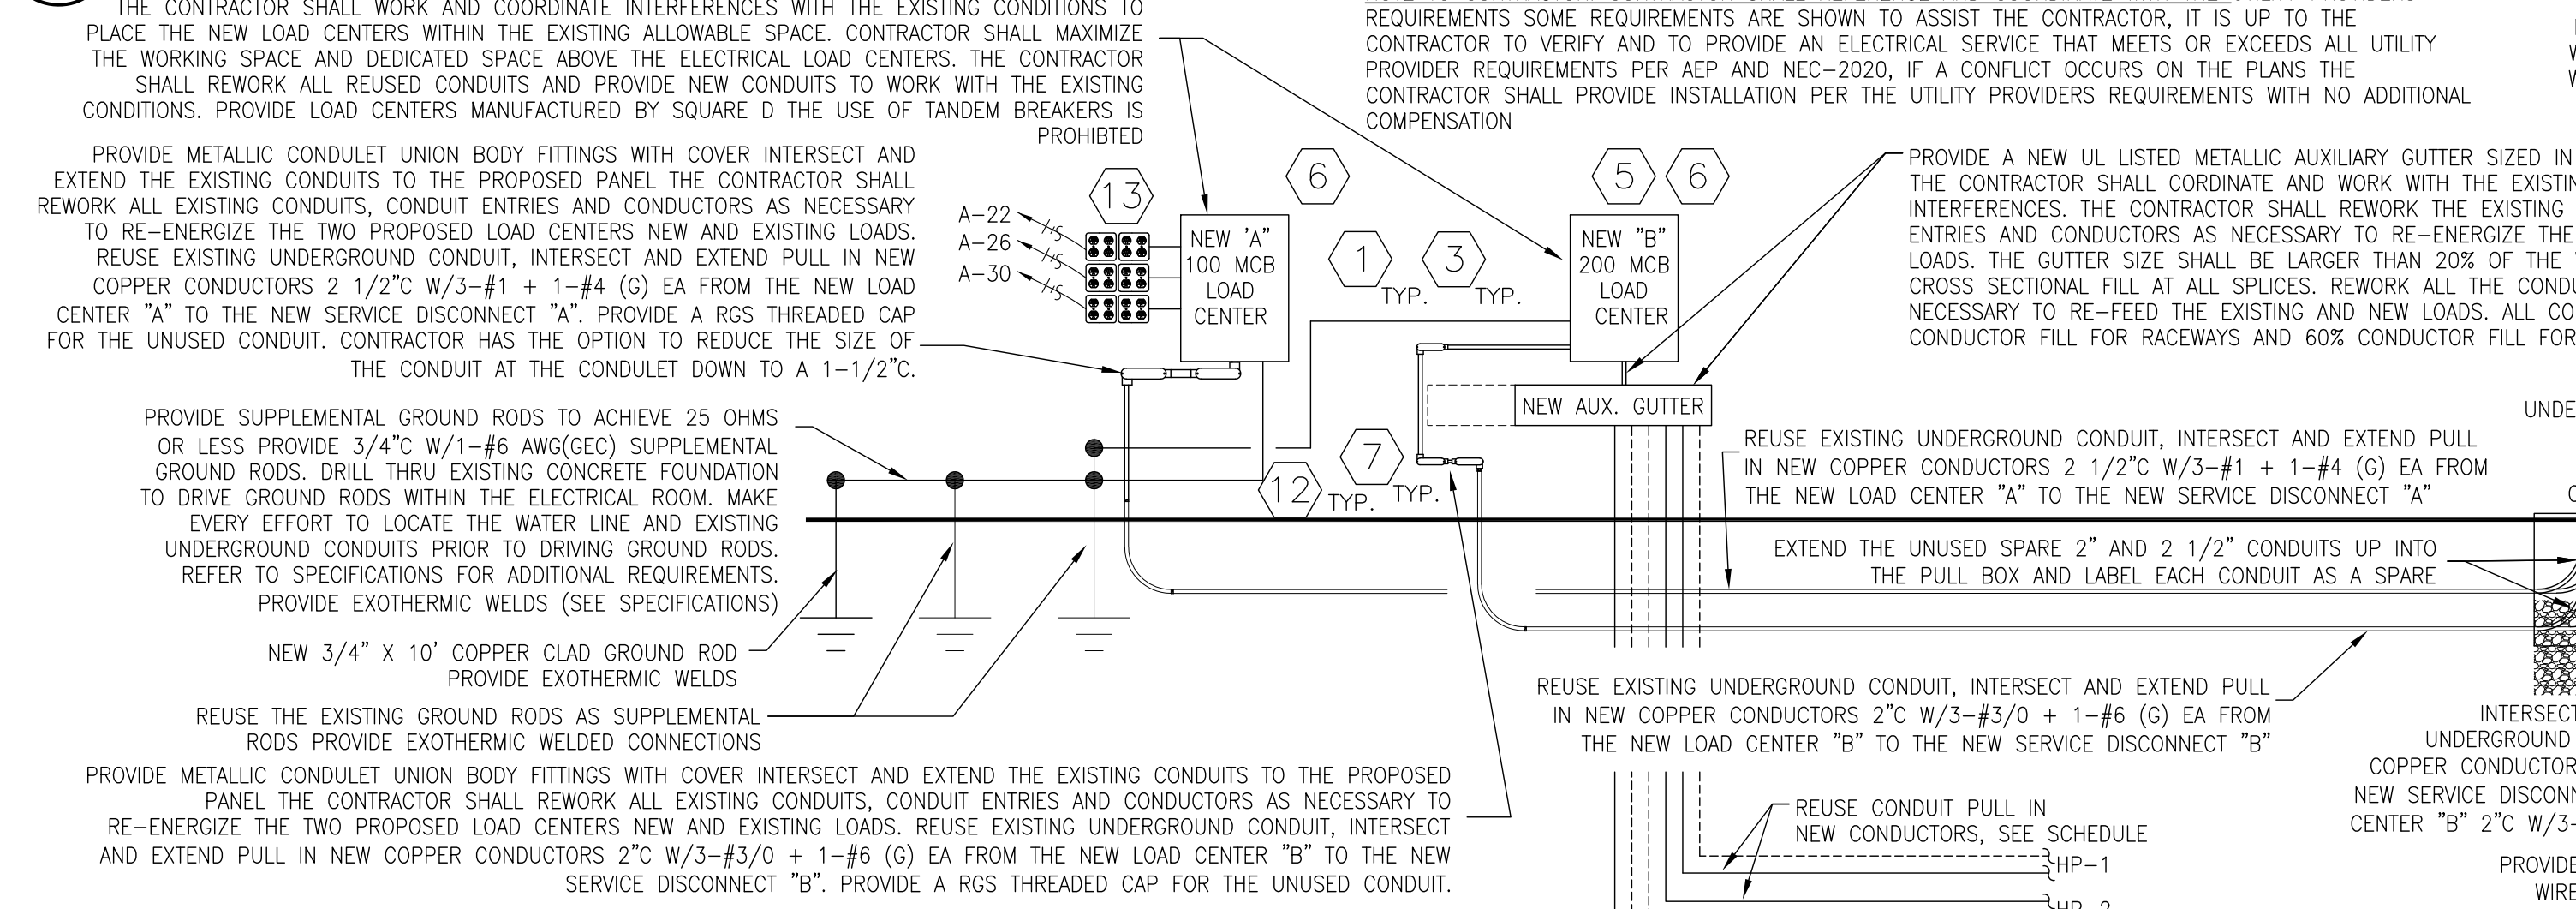 THE CONTRACTOR SHALL WORK AND COORDINATE INTERFERENCES WITH THE EXISTING CONDITIONS TO
PLACE THE NEW LOAD CENTERS WITHIN THE EXISTING ALLOWABLE SPACE. CONTRACTOR SHALL MAXIMIZE
THE WORKING SPACE AND DEDICATED SPACE ABOVE THE ELECTRICAL LOAD CENTERS. THE CONTRACTOR
SHALL REWORK ALL REUSED CONDUITS AND PROVIDE NEW CONDUITS TO WORK WITH THE EXISTING
CONDITIONS. PROVIDE LOAD CENTERS MANUFACTURED BY SQUARE D THE USE OF TANDEM BREAKERS IS
PROHIBTED
REQUIREMENTS SOME REQUIREMENTS ARE SHOWN TO ASSIST THE CONTRACTOR, IT IS UP TO THE
CONTRACTOR TO VERIFY AND TO PROVIDE AN ELECTRICAL SERVICE THAT MEETS OR EXCEEDS ALL UTILITY
PROVIDER REQUIREMENTS PER AEP AND NEC-2020, IF A CONFLICT OCCURS ON THE PLANS THE
CONTRACTOR SHALL PROVIDE INSTALLATION PER THE UTILITY PROVIDERS REQUIREMENTS WITH NO ADDITIONAL
COMPENSATION
PROVIDE METALLIC CONDULET UNION BODY FITTINGS WITH COVER INTERSECT AND
EXTEND THE EXISTING CONDUITS TO THE PROPOSED PANEL THE CONTRACTOR SHALL
REWORK ALL EXISTING CONDUITS, CONDUIT ENTRIES AND CONDUCTORS AS NECESSARY
TO RE-ENERGIZE THE TWO PROPOSED LOAD CENTERS NEW AND EXISTING LOADS.
REUSE EXISTING UNDERGROUND CONDUIT, INTERSECT AND EXTEND PULL IN NEW
COPPER CONDUCTORS 2 1/2"C W/3-#1 + 1-#4 (G) EA FROM THE NEW LOAD
CENTER "A" TO THE NEW SERVICE DISCONNECT "A". PROVIDE A RGS THREADED CAP
FOR THE UNUSED CONDUIT. CONTRACTOR HAS THE OPTION TO REDUCE THE SIZE OF
THE CONDUIT AT THE CONDULET DOWN TO A 1-1/2"C.
A-22
A-26
A-30
13
NEW 'A"
100 MCB
LOAD
CENTER
6
1
TYP.
3
TYP.
5
6
NEW "B"
200 MCB
LOAD
CENTER
NEW AUX. GUTTER
PROVIDE A NEW UL LISTED METALLIC AUXILIARY GUTTER SIZED IN
THE CONTRACTOR SHALL CORDINATE AND WORK WITH THE
INTERFERENCES. THE CONTRACTOR SHALL REWORK THE EXISTING
ENTRIES AND CONDUCTORS AS NECESSARY TO RE-ENERGIZE THE
LOADS. THE GUTTER SIZE SHALL BE LARGER THAN 20% OF THE
CROSS SECTIONAL FILL AT ALL SPLICES. REWORK ALL THE
NECESSARY TO RE-FEED THE EXISTING AND NEW LOADS. ALL
CONDUCTOR FILL FOR RACEWAYS AND 60% CONDUCTOR FILL FOR
PROVIDE SUPPLEMENTAL GROUND RODS TO ACHIEVE 25 OHMS
OR LESS PROVIDE 3/4"C W/1-#6 AWG(GEC) SUPPLEMENTAL
GROUND RODS. DRILL THRU EXISTING CONCRETE FOUNDATION
TO DRIVE GROUND RODS WITHIN THE ELECTRICAL ROOM. MAKE
EVERY EFFORT TO LOCATE THE WATER LINE AND EXISTING
UNDERGROUND CONDUITS PRIOR TO DRIVING GROUND RODS.
REFER TO SPECIFICATIONS FOR ADDITIONAL REQUIREMENTS.
PROVIDE EXOTHERMIC WELDS (SEE SPECIFICATIONS)
12
TYP.
7
TYP.
REUSE EXISTING UNDERGROUND CONDUIT, INTERSECT AND EXTEND PULL
IN NEW COPPER CONDUCTORS 2 1/2"C W/3-#1 + 1-#4 (G) EA FROM
THE NEW LOAD CENTER "A" TO THE NEW SERVICE DISCONNECT "A"
EXTEND THE UNUSED SPARE 2" AND 2 1/2" CONDUITS UP INTO
THE PULL BOX AND LABEL EACH CONDUIT AS A SPARE
NEW 3/4" X 10' COPPER CLAD GROUND ROD
PROVIDE EXOTHERMIC WELDS
REUSE THE EXISTING GROUND RODS AS SUPPLEMENTAL
RODS PROVIDE EXOTHERMIC WELDED CONNECTIONS
REUSE EXISTING UNDERGROUND CONDUIT, INTERSECT AND EXTEND PULL
IN NEW COPPER CONDUCTORS 2"C W/3-#3/0 + 1-#6 (G) EA FROM
THE NEW LOAD CENTER "B" TO THE NEW SERVICE DISCONNECT "B"
PROVIDE METALLIC CONDULET UNION BODY FITTINGS WITH COVER INTERSECT AND EXTEND THE EXISTING CONDUITS TO THE PROPOSED
PANEL THE CONTRACTOR SHALL REWORK ALL EXISTING CONDUITS, CONDUIT ENTRIES AND CONDUCTORS AS NECESSARY TO
RE-ENERGIZE THE TWO PROPOSED LOAD CENTERS NEW AND EXISTING LOADS. REUSE EXISTING UNDERGROUND CONDUIT, INTERSECT
AND EXTEND PULL IN NEW COPPER CONDUCTORS 2"C W/3-#3/0 + 1-#6 (G) EA FROM THE NEW LOAD CENTER "B" TO THE NEW
SERVICE DISCONNECT "B". PROVIDE A RGS THREADED CAP FOR THE UNUSED CONDUIT.
REUSE CONDUIT PULL IN
NEW CONDUCTORS, SEE SCHEDULE
HP-1
HP-2
UNDERGROUND
NEW SERVICE
CENTER "B" 2"C W/3-